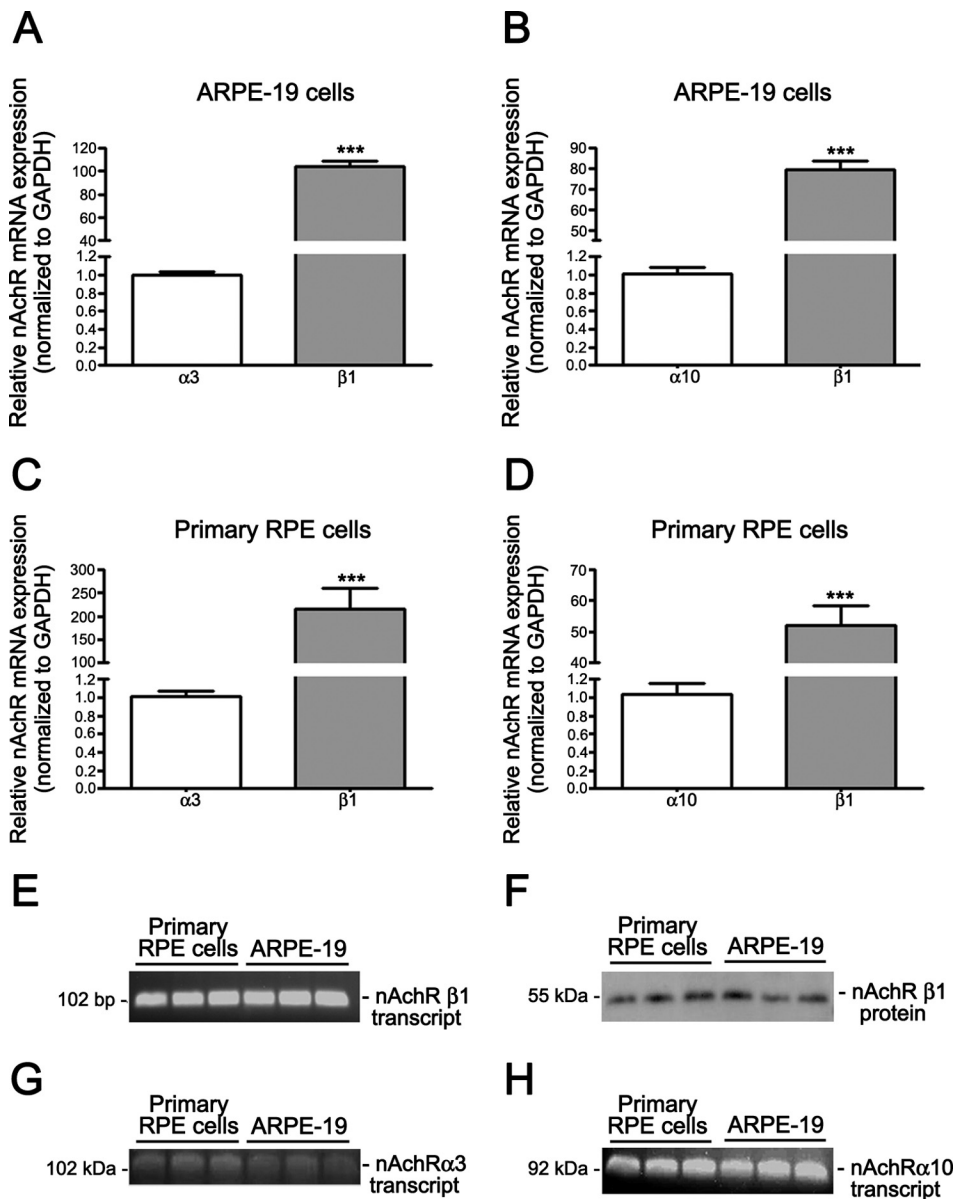 A
ARPE-19 cells
Relative nAchR mRNA expression
(normalized to GAPDH)
120
100
80
60
40
1.2
1.0
0.8
0.6
0.4
0.2
0.0
***
α3
β1
B
ARPE-19 cells
Relative nAchR mRNA expression
(normalized to GAPDH)
90
80
70
60
50
40
1.2
1.0
0.8
0.6
0.4
0.2
0.0
***
α10
β1
C
Primary RPE cells
Relative nAchR mRNA expression
(normalized to GAPDH)
300
250
200
150
100
1.2
1.0
0.8
0.6
0.4
0.2
0.0
***
α3
β1
D
Primary RPE cells
Relative nAchR mRNA expression
(normalized to GAPDH)
70
60
50
40
1.2
1.0
0.8
0.6
0.4
0.2
0.0
***
α10
β1
E
Primary
RPE cells
ARPE-19
102 bp -
- nAchR β1
transcript
F
Primary
RPE cells
ARPE-19
55 kDa -
- nAchR β1
protein
G
Primary
RPE cells
ARPE-19
102 kDa -
- nAchRα3
transcript
H
Primary
RPE cells
ARPE-19
92 kDa -
- nAchRα10
transcript